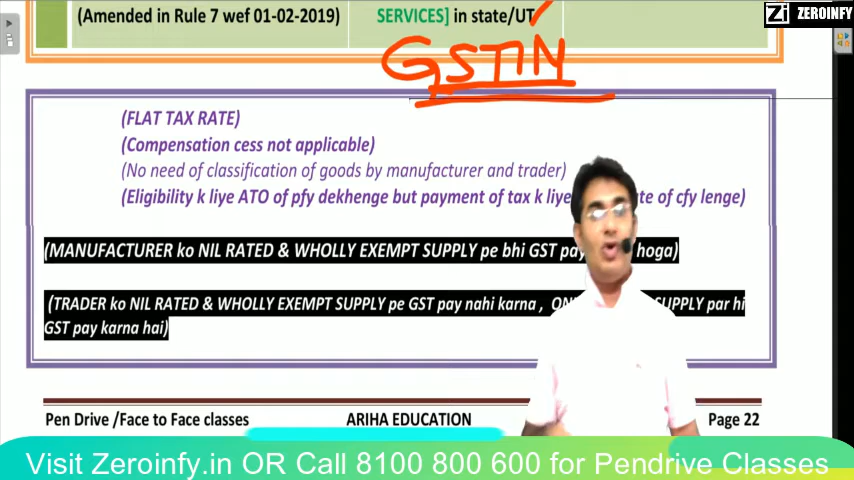 (Amended in Rule 7 wef 01-02-2019)
SERVICES] in state/UT
Zi ZEROINFY
GSTIN
(FLAT TAX RATE)
(Compensation cess not applicable)
(No need of classification of goods by manufacturer and trader)
(Eligibility k liye ATO of pfy dekhenge but payment of tax k liye of cfy lenge)
(MANUFACTURER ko NIL RATED & WHOLLY EXEMPT SUPPLY pe bhi GST pay hoga)
(TRADER ko NIL RATED & WHOLLY EXEMPT SUPPLY pe GST pay nahi karna , SUPPLY par hi
GST pay karna hai)
Pen Drive /Face to Face classes ARIHA EDUCATION Page 22
Visit Zeroinfy.in OR Call 8100 800 600 for Pendrive Classes